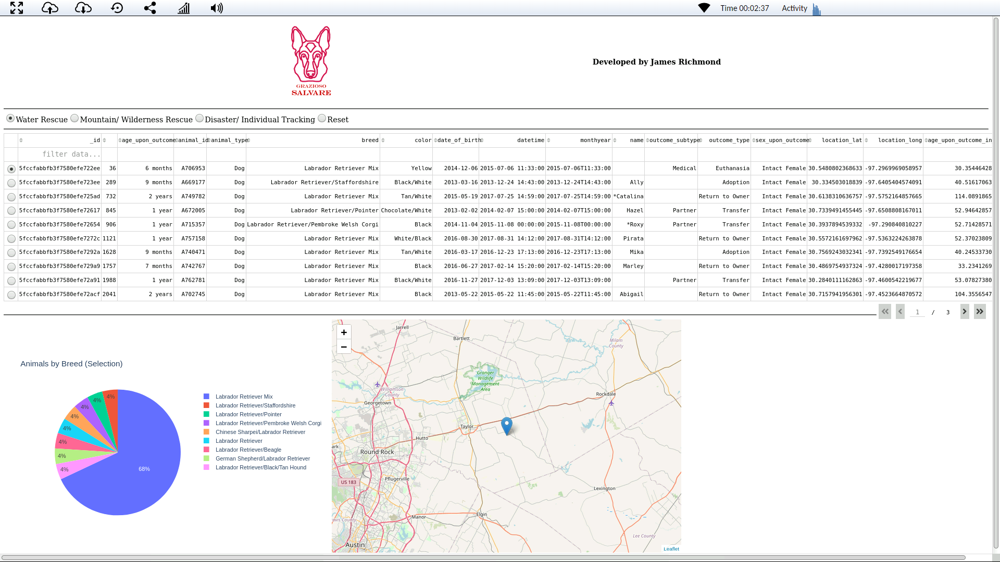 Time 00:02:37 Activity
GRAZIOSO
SALVARE
Developed by James Richmond
Water Rescue Mountain/ Wilderness Rescue Disaster/ Individual Tracking Reset
_id age_upon_outcome animal_id animal_type breed color date_of_birth datetime monthyear name outcome_subtype outcome_type sex_upon_outcome location_lat location_long age_upon_outcome_in
filter data...
5fccfabbfb3f7580efe722ee 36 6 months A706953 Dog Labrador Retriever Mix Yellow 2014-12-06 2015-07-06 11:33:00 2015-07-06T11:33:00 Medical Euthanasia Intact Female 30.5480802368633 -97.2969969058957 30.35446428
5fccfabbfb3f7580efe723ee 289 9 months A669177 Dog Labrador Retriever/Staffordshire Black/White 2013-03-16 2013-12-24 14:43:00 2013-12-24T14:43:00 Ally Adoption Intact Female 30.334503018839 -97.6405404574091 40.51617063
5fccfabbfb3f7580efe725ad 732 2 years A749782 Dog Labrador Retriever Mix Tan/White 2015-05-19 2017-07-25 14:59:00 2017-07-25T14:59:00 *Catalina Return to Owner Intact Female 30.6138310636757 -97.5752164857665 114.0891865
5fccfabbfb3f7580efe72617 845 1 year A672005 Dog Labrador Retriever/Pointer Chocolate/White 2013-02-02 2014-02-07 15:00:00 2014-02-07T15:00:00 Hazel Partner Transfer Intact Female 30.7339491455445 -97.6508808167011 52.94642857
5fccfabbfb3f7580efe72654 906 1 year A715357 Dog Labrador Retriever/Pembroke Welsh Corgi Black 2014-11-04 2015-11-08 00:00:00 2015-11-08T00:00:00 *Roxy Partner Transfer Intact Female 30.3937894539332 -97.290840810227 52.71428571
5fccfabbfb3f7580efe7272c 1121 1 year A757158 Dog Labrador Retriever Mix White/Black 2016-08-30 2017-08-31 14:12:00 2017-08-31T14:12:00 Pirata Return to Owner Intact Female 30.5572161697962 -97.5363224263878 52.37023809
5fccfabbfb3f7580efe7292a 1628 9 months A740471 Dog Labrador Retriever Mix Tan/White 2016-03-17 2016-12-23 17:13:00 2016-12-23T17:13:00 Mika Adoption Intact Female 30.7569243032341 -97.7392549176654 40.24533730
5fccfabbfb3f7580efe729a9 1757 7 months A742767 Dog Labrador Retriever Mix Black 2016-06-27 2017-02-14 15:20:00 2017-02-14T15:20:00 Marley Return to Owner Intact Female 30.4869754937324 -97.4280017197358 33.2341269
5fccfabbfb3f7580efe72a91 1988 1 year A762781 Dog Labrador Retriever Mix Black/White 2016-11-27 2017-12-03 13:09:00 2017-12-03T13:09:00 Partner Transfer Intact Female 30.2840111162863 -97.4600542219677 53.07827380
5fccfabbfb3f7580efe72acf 2041 2 years A702745 Dog Labrador Retriever Mix Black 2013-05-22 2015-05-22 11:45:00 2015-05-22T11:45:00 Abigail Return to Owner Intact Female 30.7157941956301 -97.4523664870572 104.3556547
1 / 3
Animals by Breed (Selection)
4%
4%
4%
4%
4%
4%
4%
4%
68%
Labrador Retriever Mix
Labrador Retriever/Staffordshire
Labrador Retriever/Pointer
Labrador Retriever/Pembroke Welsh Corgi
Chinese Sharpei/Labrador Retriever
Labrador Retriever
Labrador Retriever/Beagle
German Shepherd/Labrador Retriever
Labrador Retriever/Black/Tan Hound
+
−
Jarrell
Bartlett
Milam
County
Granger
Wildlife
Management
Area
Williamson
County
Georgetown
Rockdale
Taylor
Hutto
ark
Round Rock
Pflugerville
US 183
Lexington
Manor
Elgin
avis County
Lee County
Austin
Leaflet